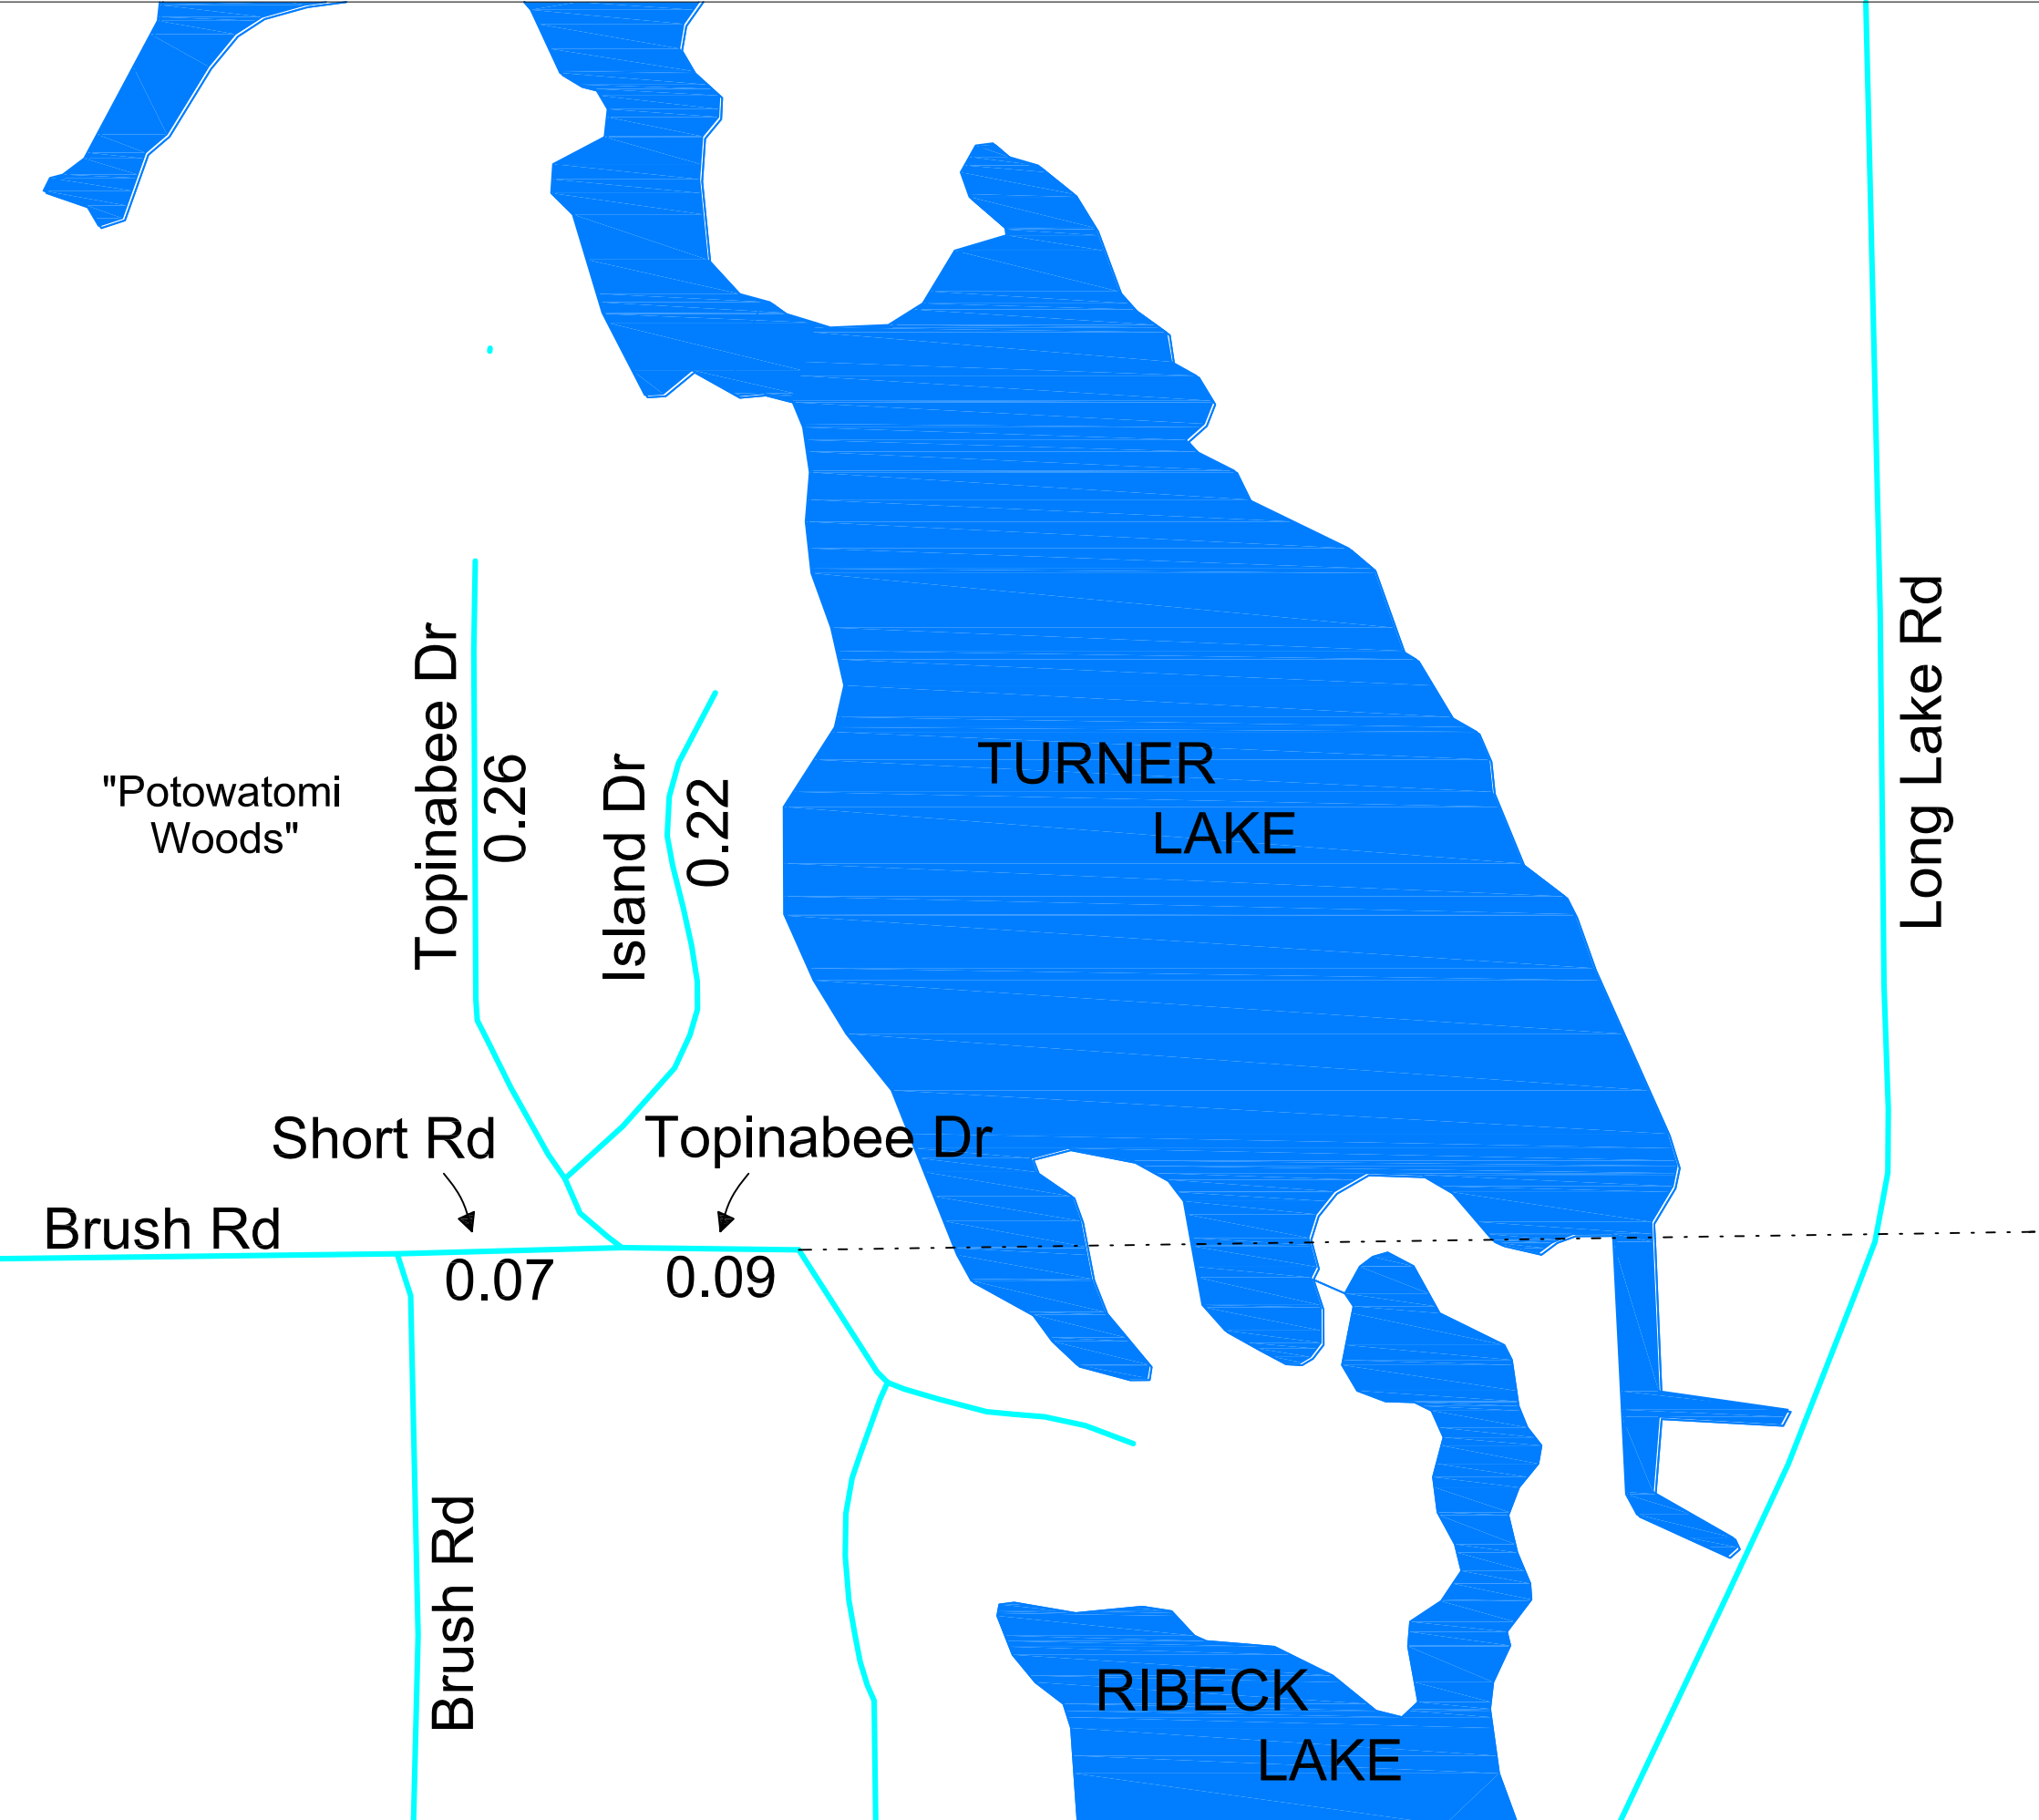 Topinabee Dr
0.26
Island Dr
0.22
"Potowatomi
Woods"
TURNER
LAKE
Long Lake Rd
Short Rd
Topinabee Dr
Brush Rd
0.07
0.09
Brush Rd
RIBECK
LAKE